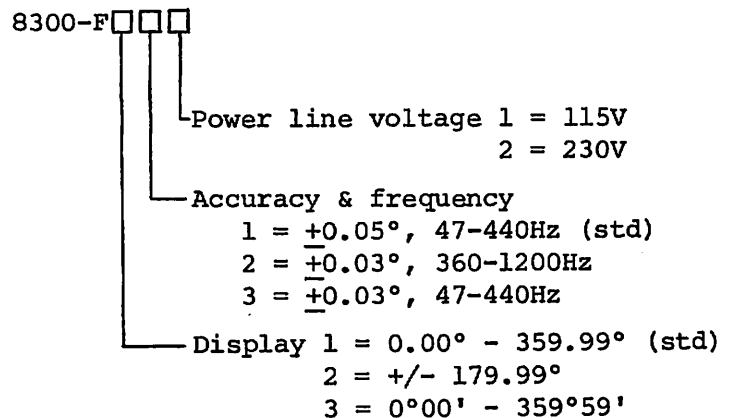 8300-F□□□
Power line voltage 1 = 115V
2 = 230V
Accuracy & frequency
1 = ±0.05°, 47-440Hz (std)
2 = ±0.03°, 360-1200Hz
3 = ±0.03°, 47-440Hz
Display 1 = 0.00° - 359.99° (std)
2 = +/- 179.99°
3 = 0°00' - 359°59'